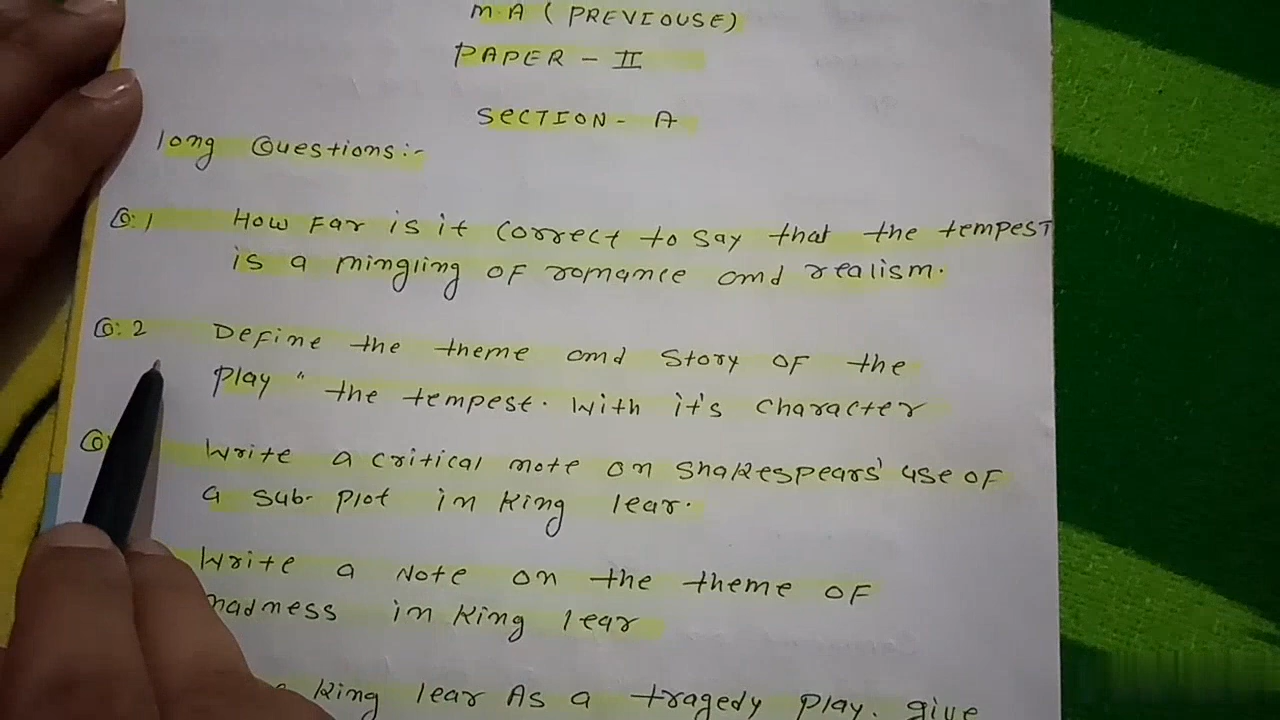 M.A ( PREVIOUSE)
PAPER - II
SECTION - A
long Questions:-
Q:1 How Far is it correct to say that the tempest
is a mingling OF romance and realism.
Q:2 Define the theme and story OF the
play " the tempest. With it's character
Q Write a critical note on Shakespears' use OF
a sub-plot in King lear.
Write a Note on the theme OF
madness in King lear
King lear As a tragedy play. give